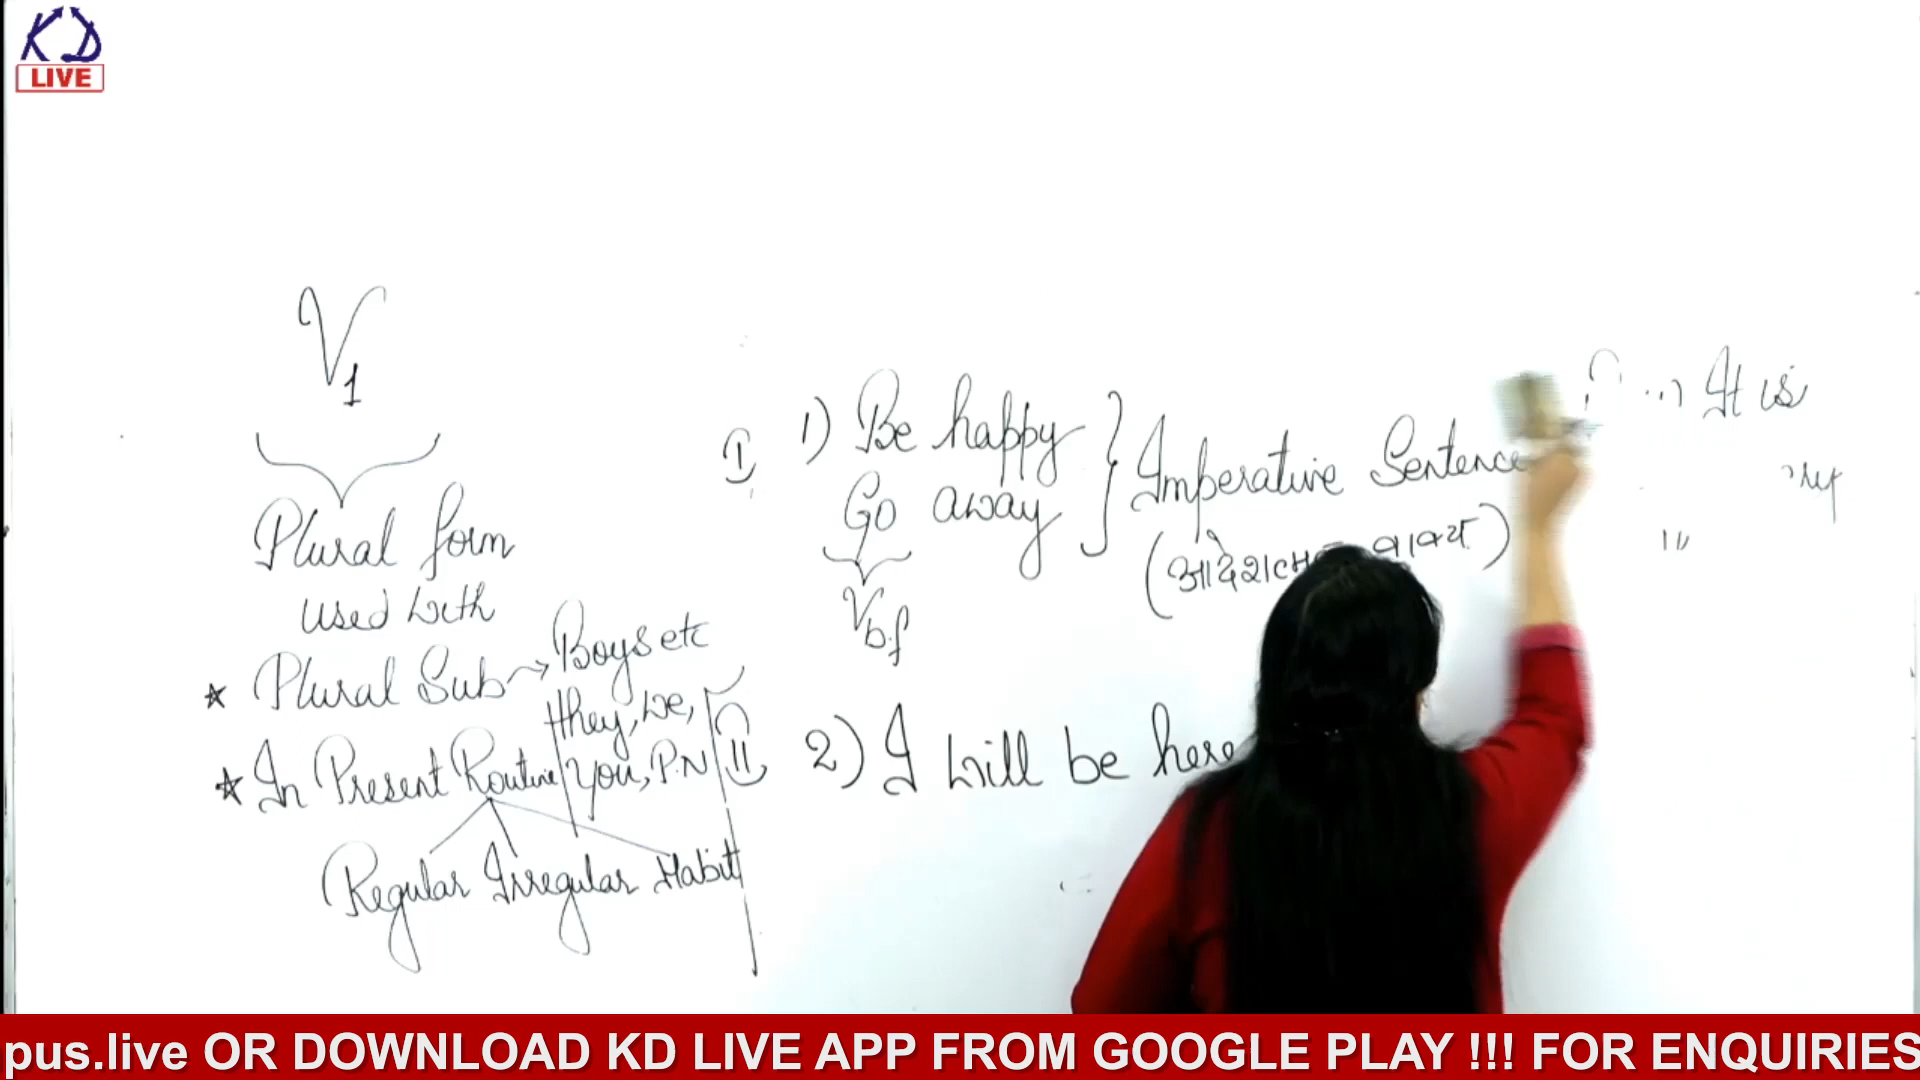 KD
LIVE
V1
Plural form
used with
★ Plural Sub → Boys etc
they, we,
You, P.N
★ In Present Routine
Regular Irregular Habit
I
1) Be happy
Go away
Vb.f
Imperative Sentence
II
2) I will be here
It is
pus.live OR DOWNLOAD KD LIVE APP FROM GOOGLE PLAY !!! FOR ENQUIRIES